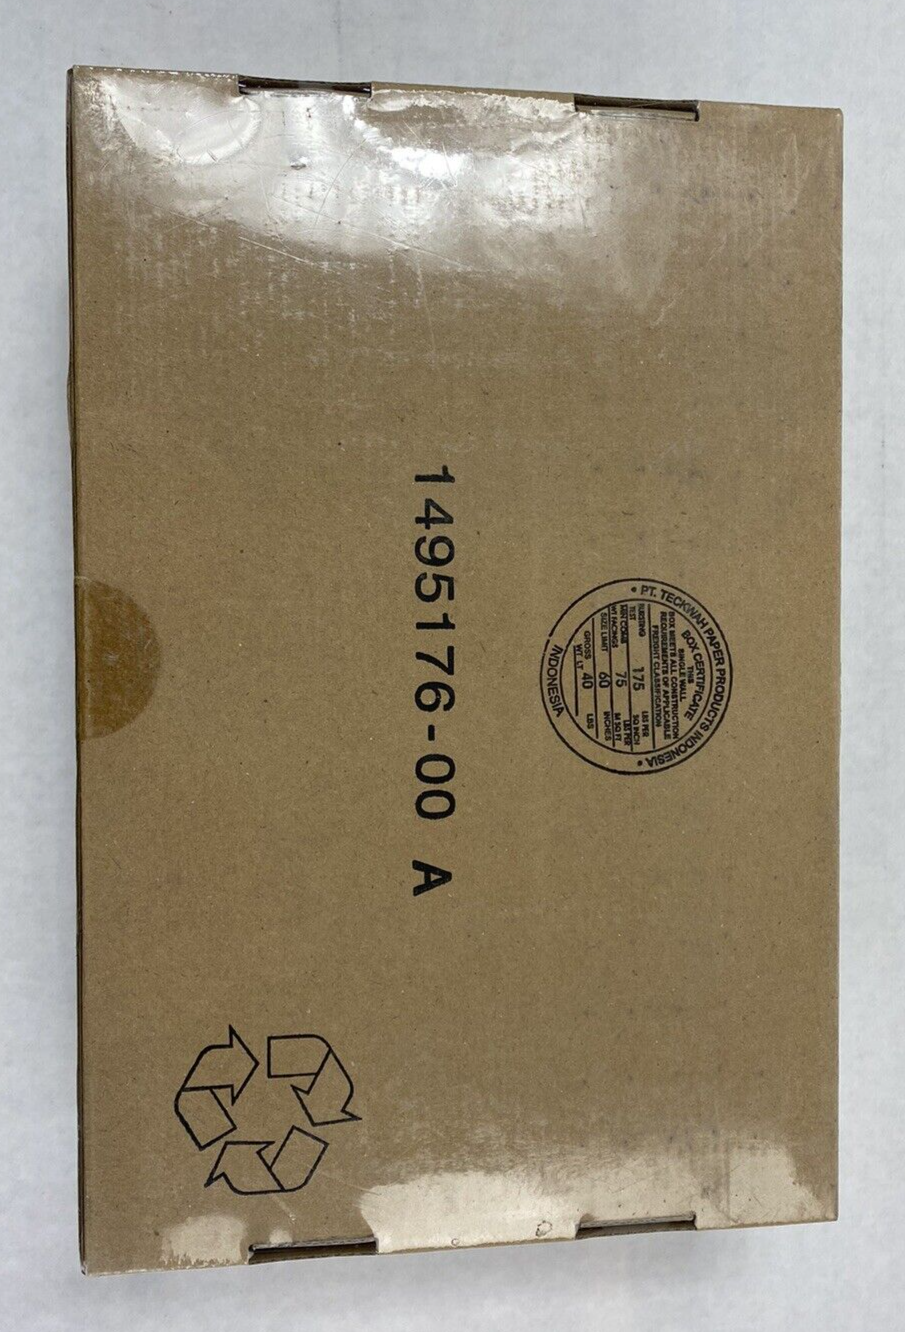 • PT. TECKWAH PAPER PRODUCTS INDONESIA •
BOX CERTIFICATE
THIS
SINGLE WALL
BOX MEETS ALL CONSTRUCTION
REQUIREMENTS OF APPLICABLE
FREIGHT CLASSIFICATION
BURSTING TEST 175 LBS PER SQ INCH
MIN COMB WT FACINGS 75 LBS PER M SQ FT.
SIZE LIMIT 60 INCHES
GROSS WT LT 40 LBS
INDONESIA
1495176-00 A